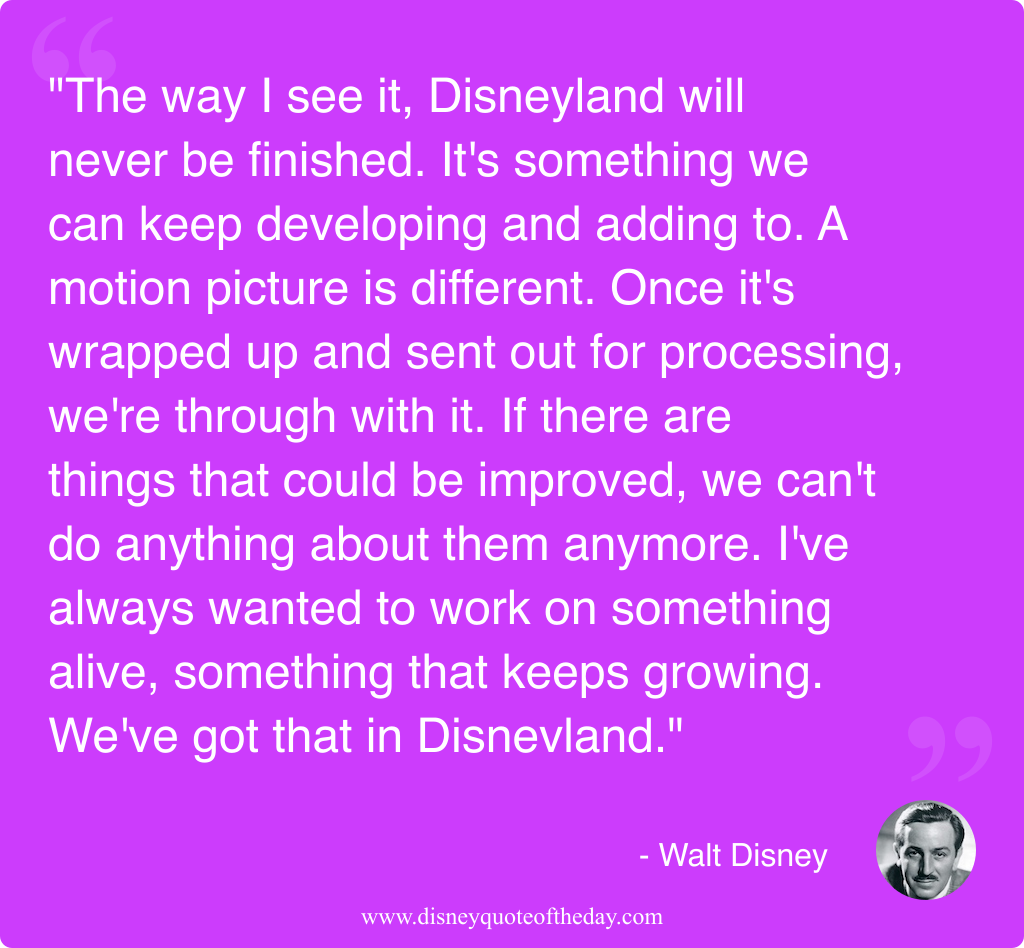 "The way I see it, Disneyland will
never be finished. It's something we
can keep developing and adding to. A
motion picture is different. Once it's
wrapped up and sent out for processing,
we're through with it. If there are
things that could be improved, we can't
do anything about them anymore. I've
always wanted to work on something
alive, something that keeps growing.
We've got that in Disnevland."
- Walt Disney
www.disneyquoteoftheday.com